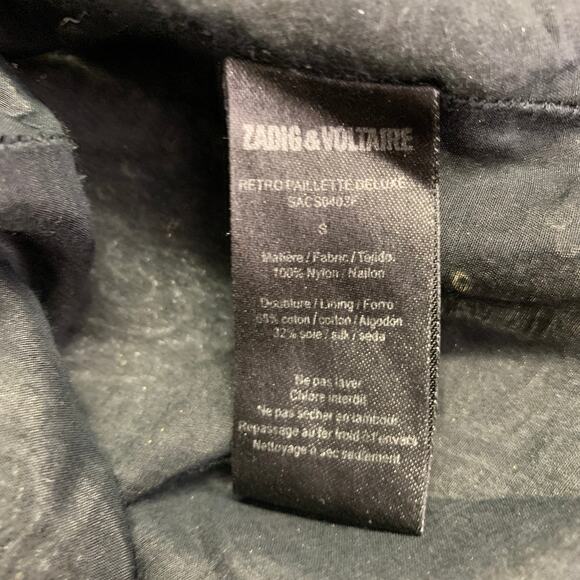 ZADIG&VOLTAIRE
RETRO PAILLETTE DELUXE
S
Matière / Fabric / Tejido.
100% Nylon / Nailon
Doublure / Lining / Forro
68% coton / cotton / Algodón
32% soie / silk / seda
Ne pas laver
Chlore interdit
Ne pas sécher en tambour
Repassage au fer froid à l'envers
Nettoyage à sec seulement.